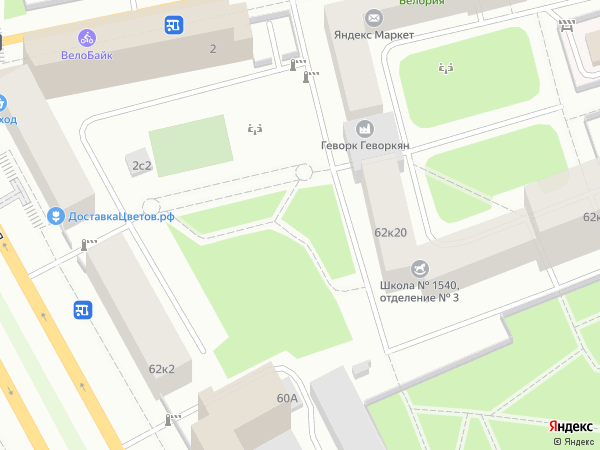 Белория
Яндекс Маркет
ВелоБайк
2
ход
Геворк Геворкян
2с2
ДоставкаЦветов.рф
62к20
62к
Школа № 1540,
отделение № 3
62к2
60А
Яндекс
© Яндекс